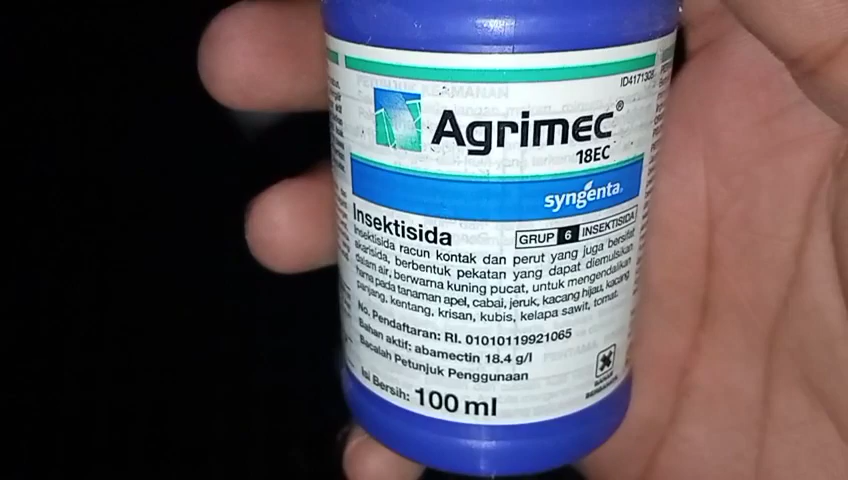 ID4171308
Agrimec®
18EC
syngenta
Insektisida
GRUP 6 INSEKTISIDA
Insektisida racun kontak dan perut yang juga bersifat
akarisida, berbentuk pekatan yang dapat diemulsikan
dalam air, berwarna kuning pucat, untuk mengendalikan
hama pada tanaman apel, cabai, jeruk, kacang hijau, kacang
panjang, kentang, krisan, kubis, kelapa sawit, tomat.
No. Pendaftaran: RI. 01010119921065
Bahan aktif: abamectin 18.4 g/l
Bacalah Petunjuk Penggunaan
Isi Bersih: 100 ml